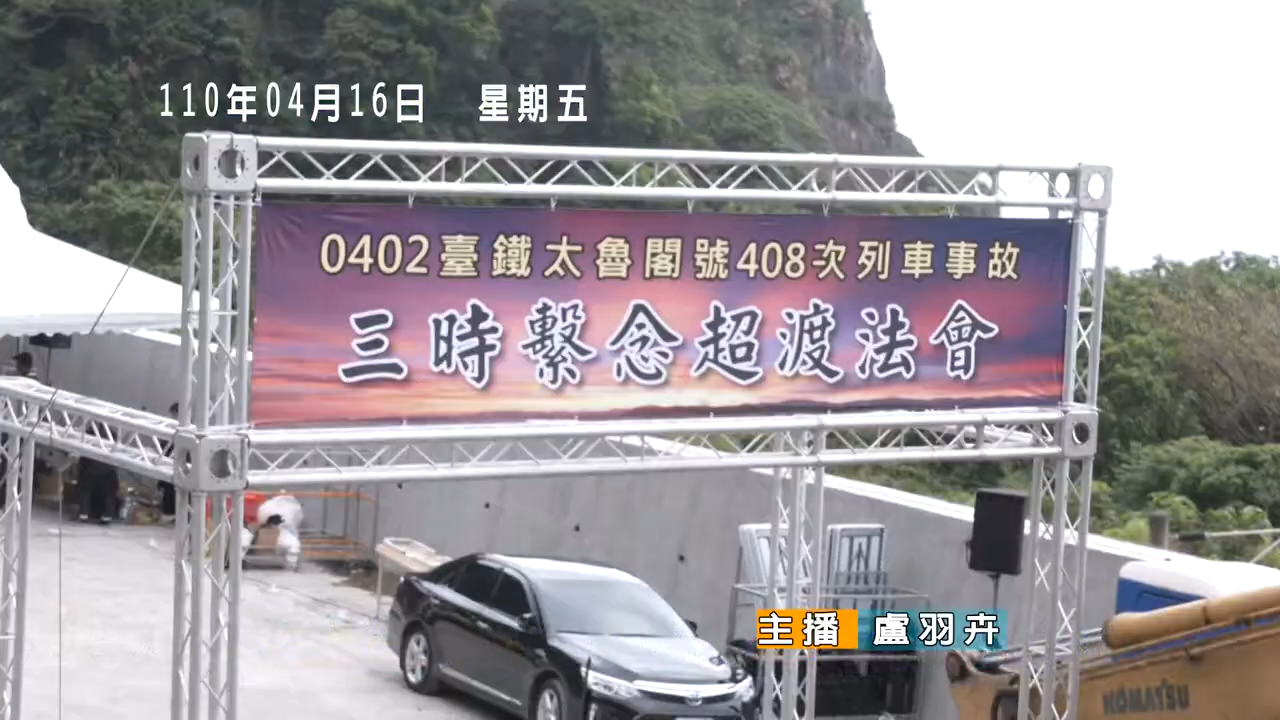 110年04月16日 星期五
0402臺鐵太魯閣號408次列車事故
三時繫念超渡法會
主播 盧羽卉
KOMATSU